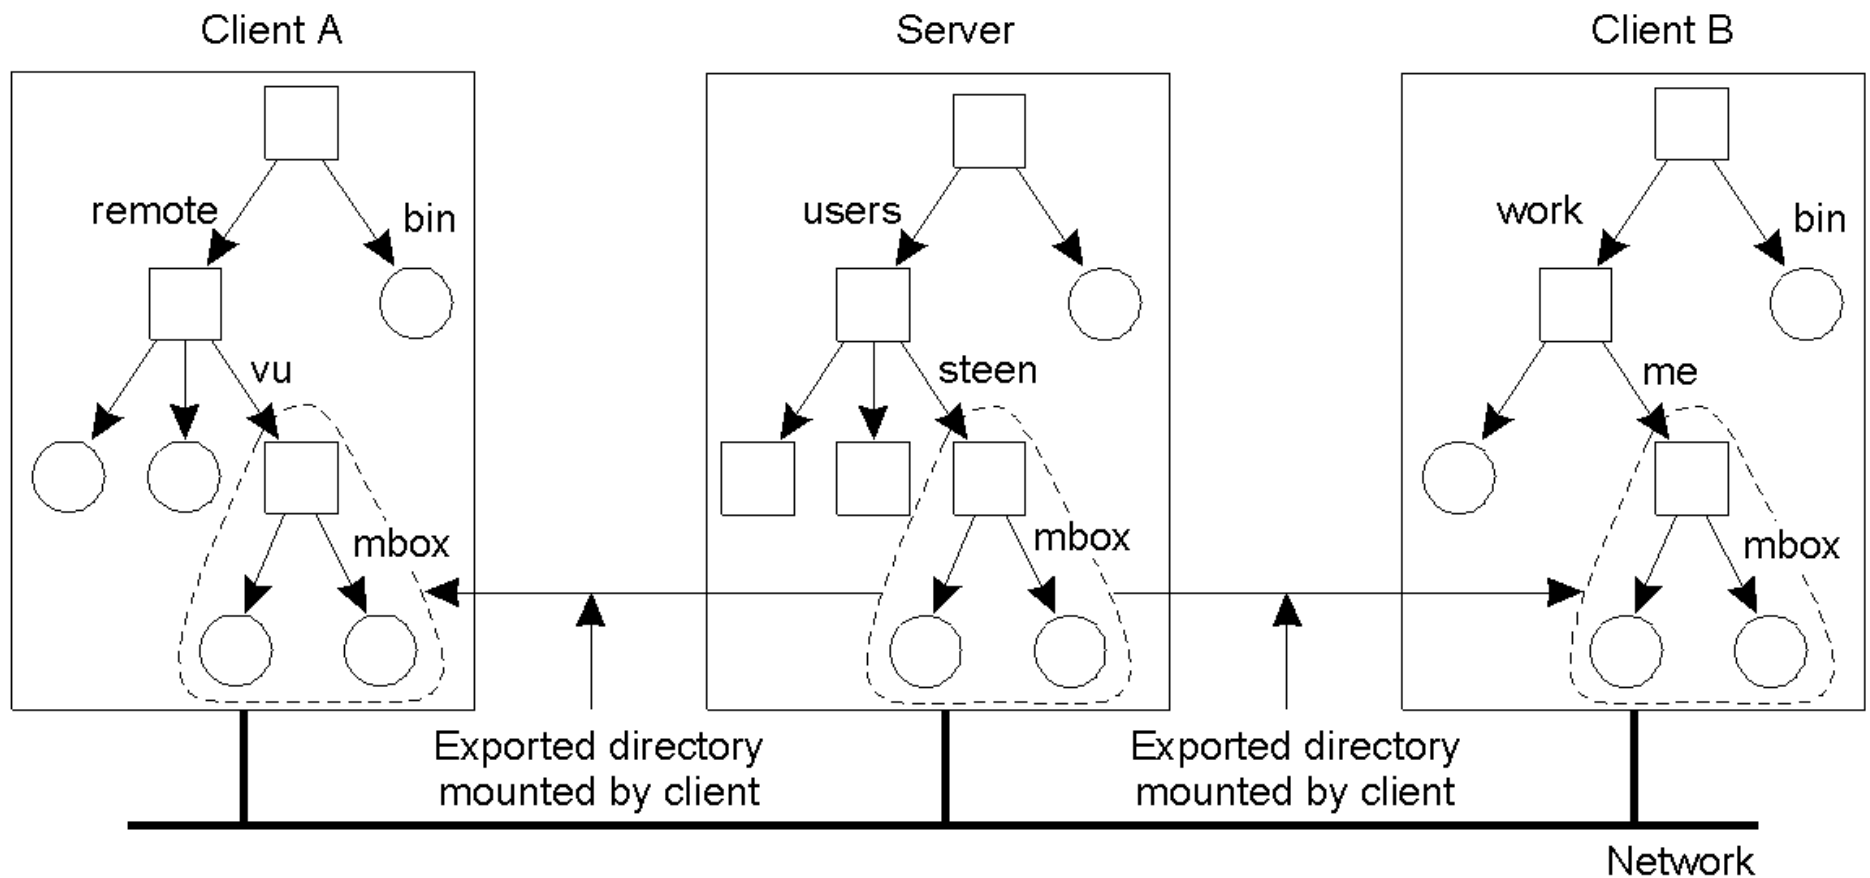 Client A
Server
Client B
remote
bin
users
work
bin
vu
steen
me
mbox
mbox
mbox
Exported directory
mounted by client
Exported directory
mounted by client
Network